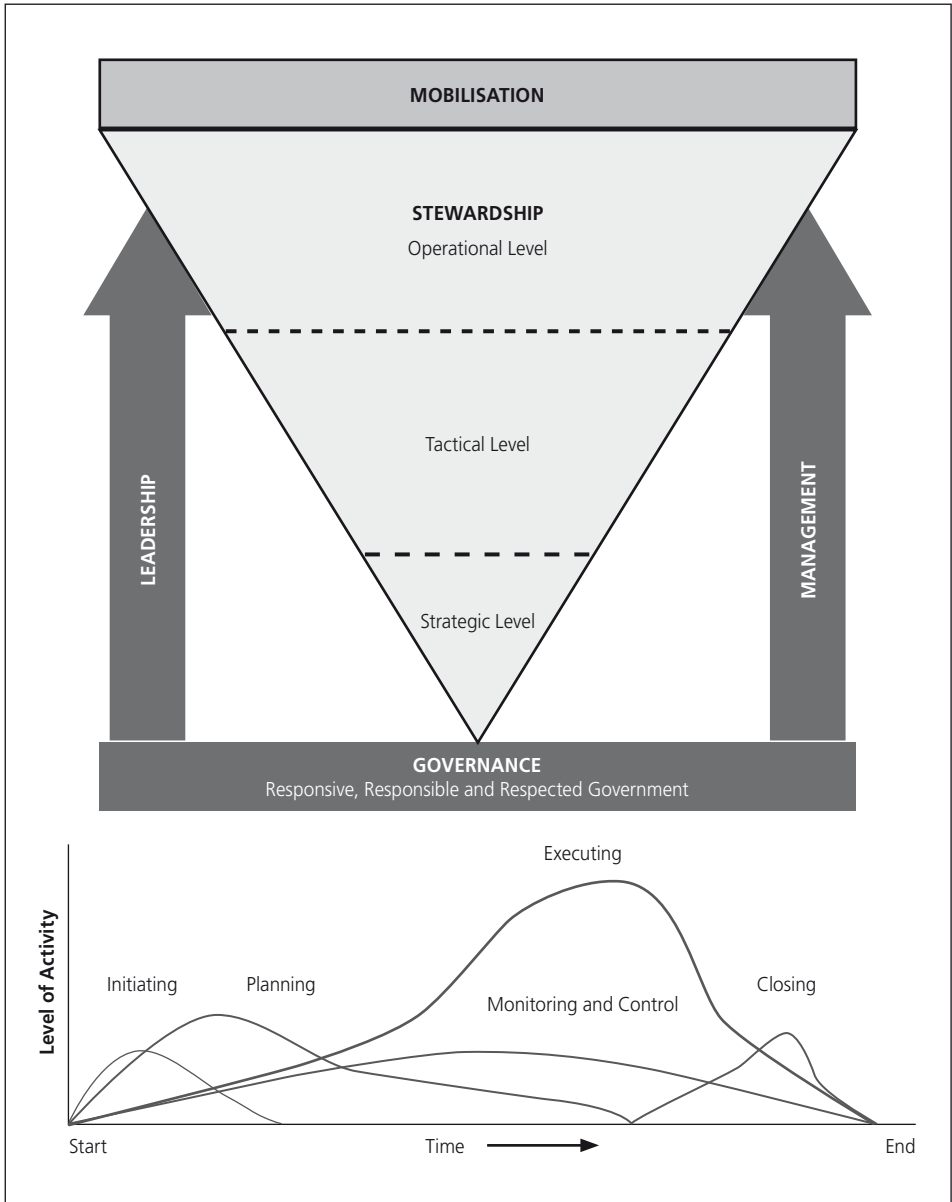 MOBILISATION
STEWARDSHIP
Operational Level
Tactical Level
Strategic Level
LEADERSHIP
MANAGEMENT
GOVERNANCE
Responsive, Responsible and Respected Government
Level of Activity
Executing
Initiating
Planning
Monitoring and Control
Closing
Start
Time
End